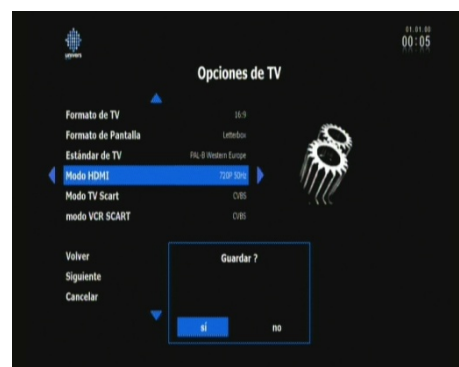 01.01.00
00:05
univers
Opciones de TV
Formato de TV 16:9
Formato de Pantalla Letterbox
Estándar de TV PAL-B Western Europe
Modo HDMI 720P 50Hz
Modo TV Scart CVBS
modo VCR SCART CVBS
Volver
Siguiente
Cancelar
Guardar ?
sí no